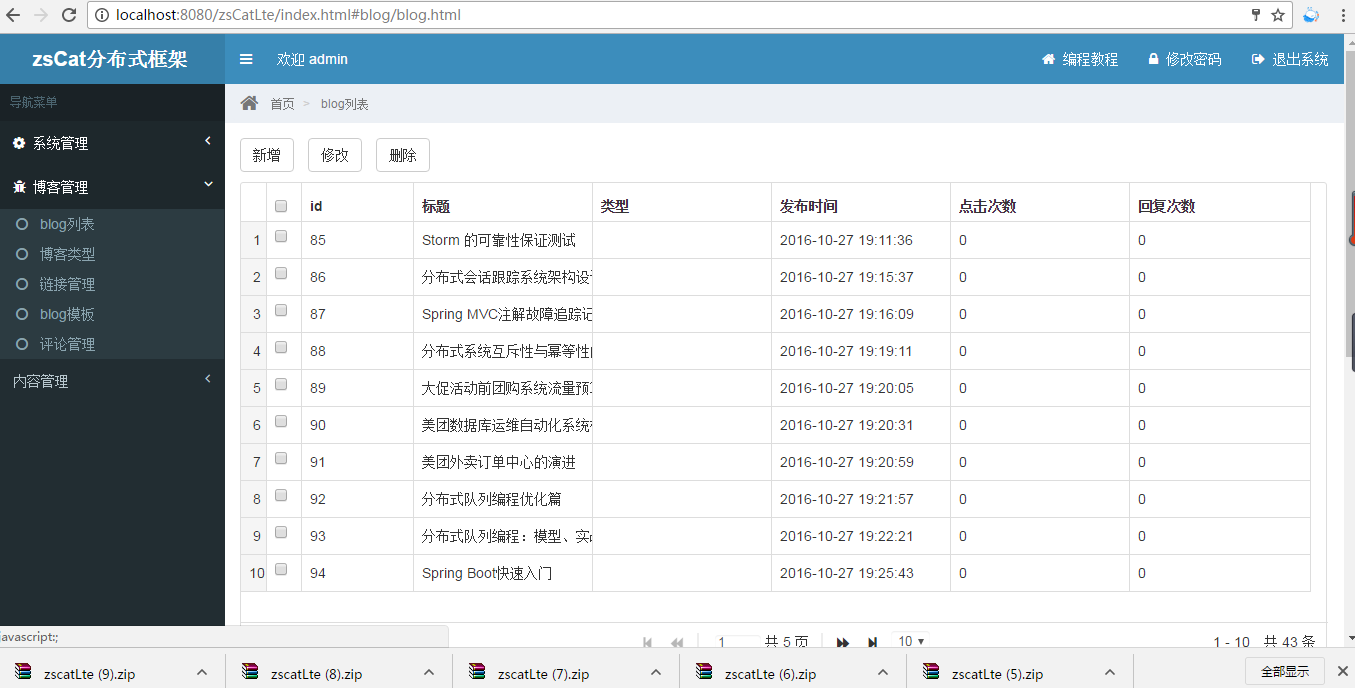 localhost:8080/zsCatLte/index.html#blog/blog.html
zsCat分布式框架 欢迎 admin 编程教程 修改密码 退出系统
导航菜单
首页 > blog列表
系统管理
博客管理
blog列表
博客类型
链接管理
blog模板
评论管理
内容管理
新增 修改 删除
id 标题 类型 发布时间 点击次数 回复次数
1 85 Storm 的可靠性保证测试 2016-10-27 19:11:36 0 0
2 86 分布式会话跟踪系统架构设 2016-10-27 19:15:37 0 0
3 87 Spring MVC注解故障追踪记 2016-10-27 19:16:09 0 0
4 88 分布式系统互斥性与幂等性 2016-10-27 19:19:11 0 0
5 89 大促活动前团购系统流量预 2016-10-27 19:20:05 0 0
6 90 美团数据库运维自动化系统 2016-10-27 19:20:31 0 0
7 91 美团外卖订单中心的演进 2016-10-27 19:20:59 0 0
8 92 分布式队列编程优化篇 2016-10-27 19:21:57 0 0
9 93 分布式队列编程：模型、实 2016-10-27 19:22:21 0 0
10 94 Spring Boot快速入门 2016-10-27 19:25:43 0 0
1 共 5 页 10 1 - 10 共 43 条
javascript:;
zscatLte (9).zip zscatLte (8).zip zscatLte (7).zip zscatLte (6).zip zscatLte (5).zip 全部显示